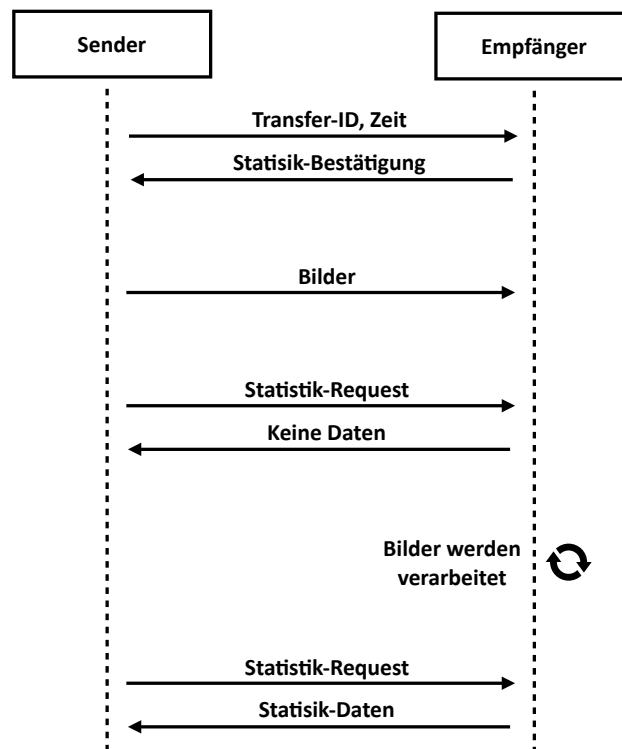 Sender
Empfänger
Transfer-ID, Zeit
Statisik-Bestätigung
Bilder
Statistik-Request
Keine Daten
Bilder werden
verarbeitet
Statistik-Request
Statisik-Daten